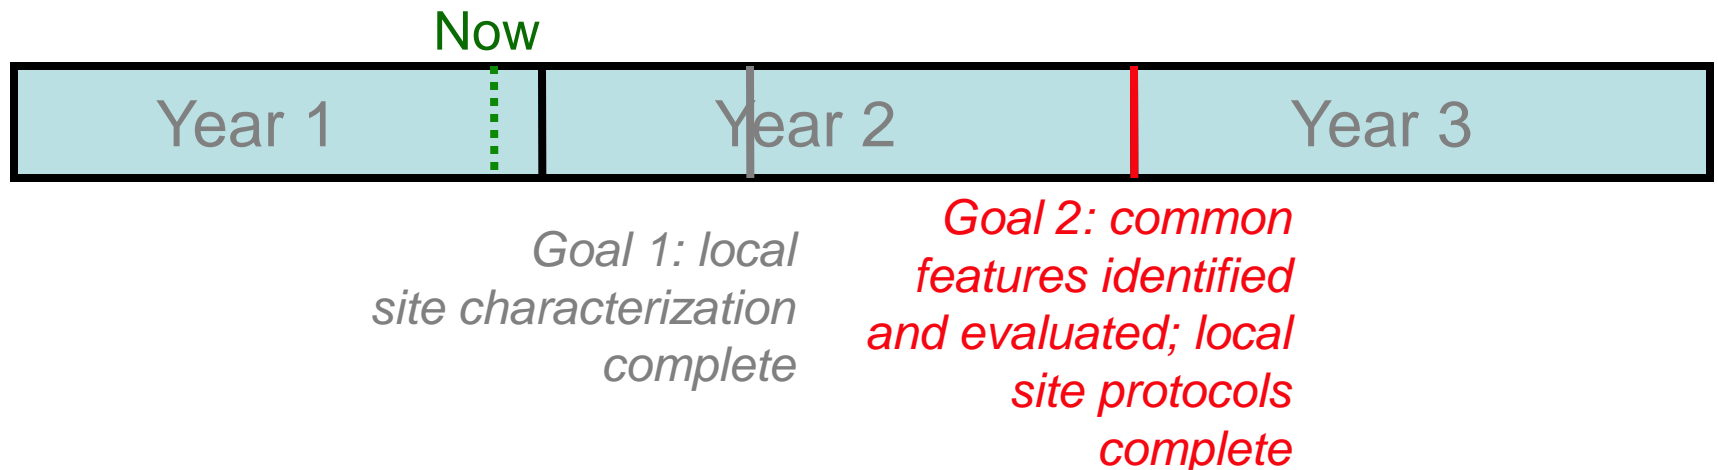 Now
Year 1
Year 2
Year 3
Goal 1: local
site characterization
complete
Goal 2: common
features identified
and evaluated; local
site protocols
complete